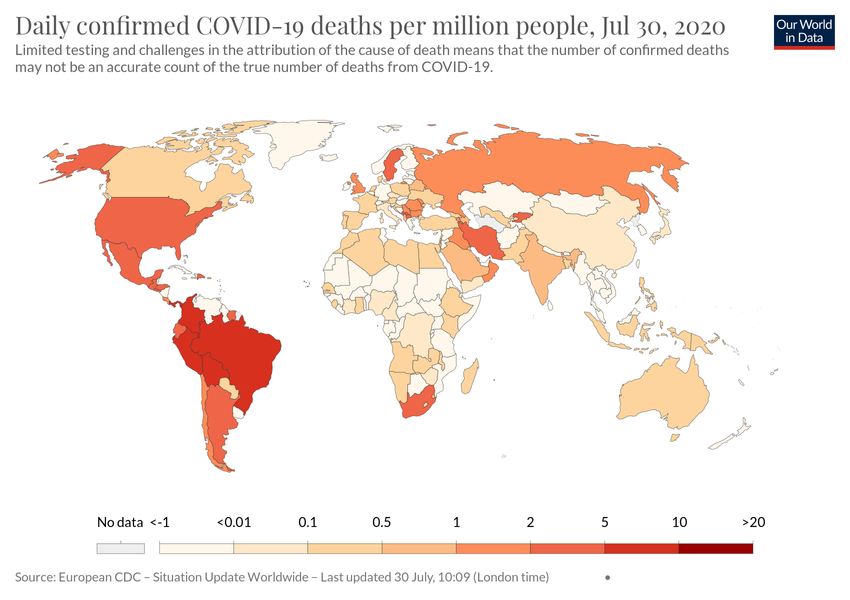 Daily confirmed COVID-19 deaths per million people, Jul 30, 2020
Our World
in Data
Limited testing and challenges in the attribution of the cause of death means that the number of confirmed deaths
may not be an accurate count of the true number of deaths from COVID-19.
No data <-1 <0.01 0.1 0.5 1 2 5 10 >20
Source: European CDC – Situation Update Worldwide – Last updated 30 July, 10:09 (London time) •